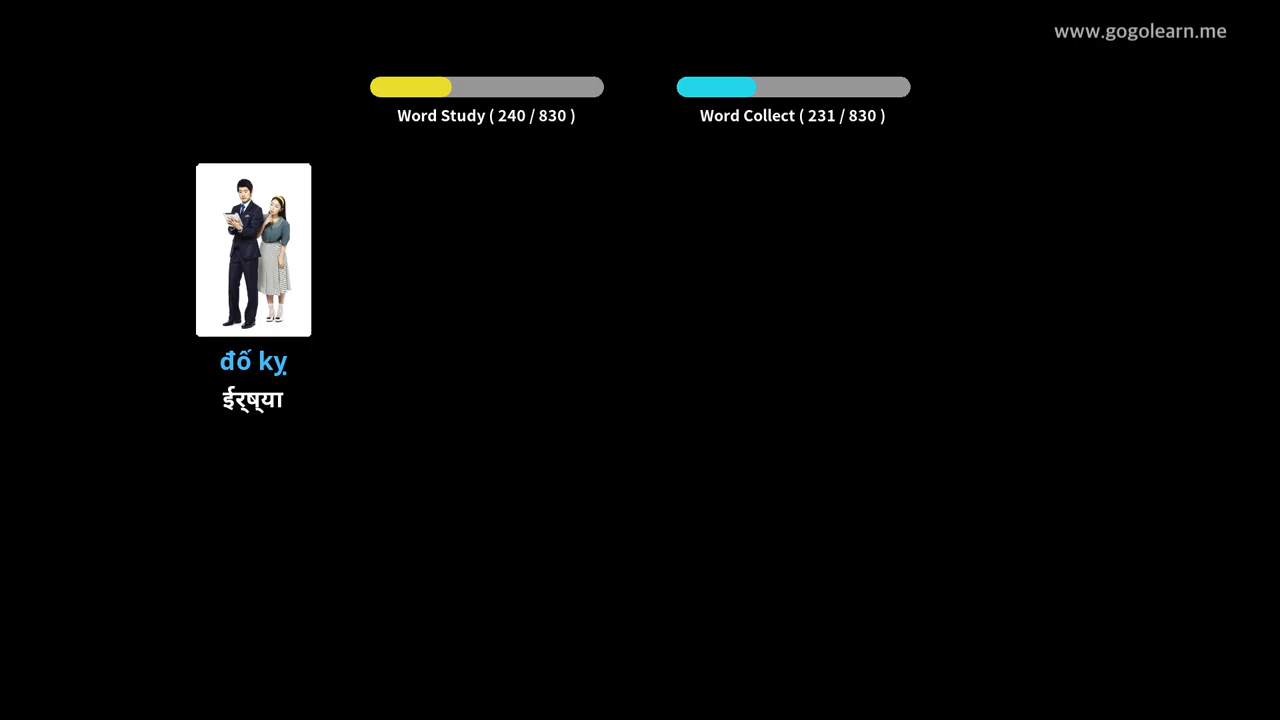 www.gogolearn.me
Word Study ( 240 / 830 )
Word Collect ( 231 / 830 )
đố kỵ
ईर्ष्या